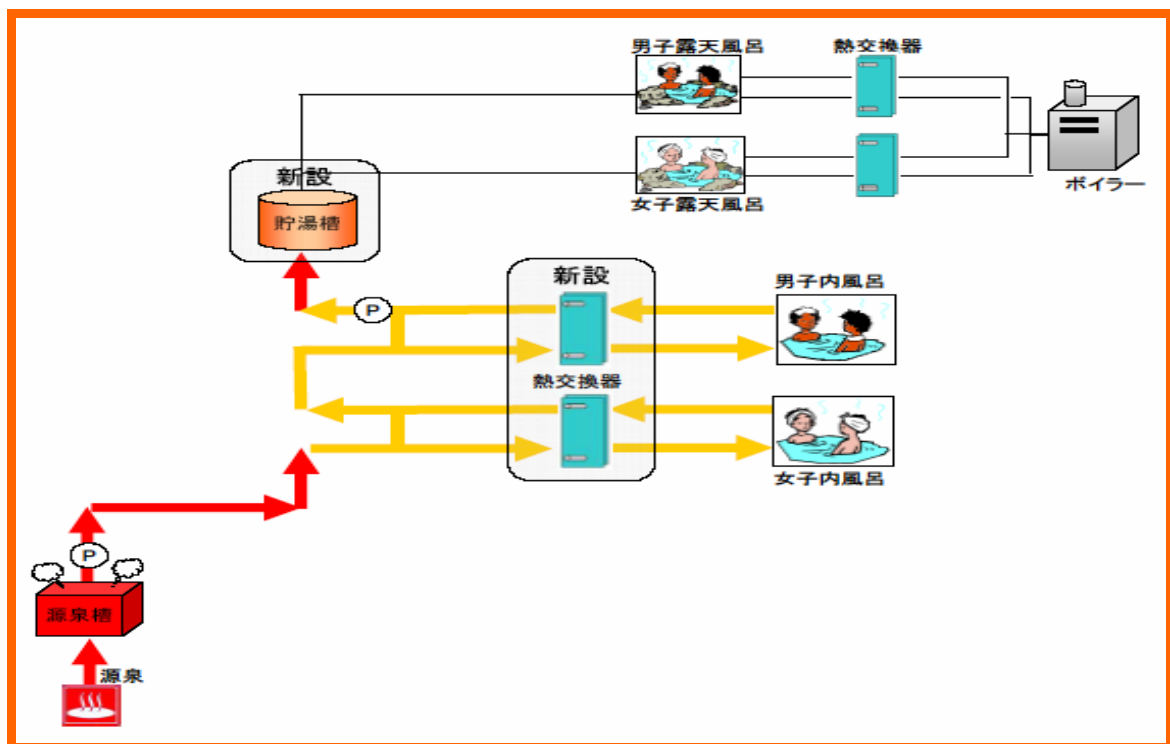 男子露天風呂
熱交換器
ボイラー
女子露天風呂
新設
貯湯槽
新設
男子内風呂
P
熱交換器
女子内風呂
P
源泉槽
源泉